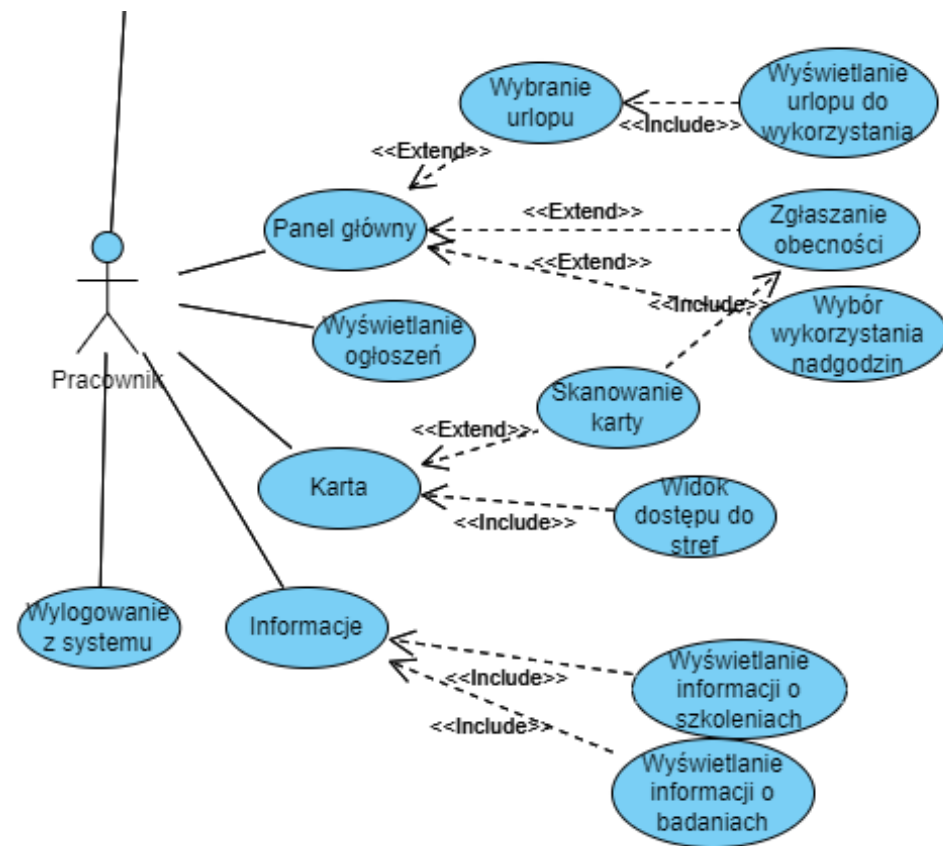 Wybranie
urlopu
Wyświetlanie
urlopu do
wykorzystania
<<Include>>
<<Extend>>
Panel główny
<<Extend>>
Zgłaszanie
obecności
<<Extend>>
<<Include>>
Wybór
wykorzystania
nadgodzin
Wyświetlanie
ogłoszeń
Pracownik
Skanowanie
karty
<<Extend>>
Karta
<<Include>>
Widok
dostępu do
stref
Wylogowanie
z systemu
Informacje
<<Include>>
Wyświetlanie
informacji o
szkoleniach
<<Include>>
Wyświetlanie
informacji o
badaniach